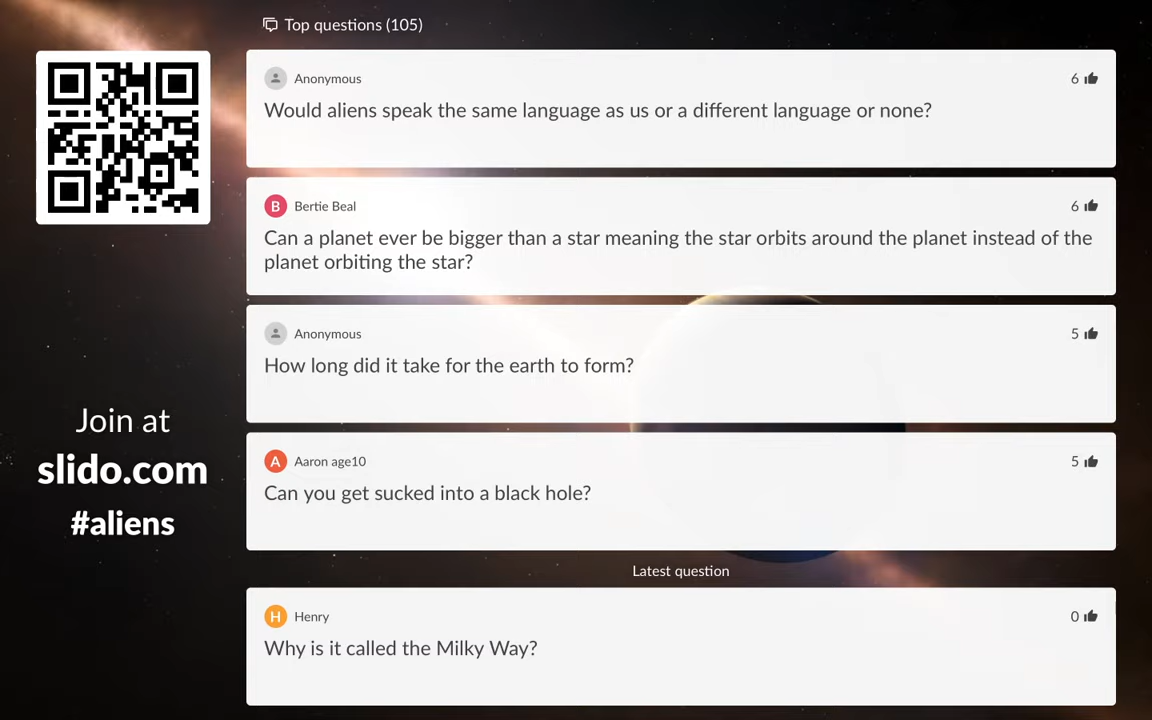 Top questions (105)
Anonymous
6
Would aliens speak the same language as us or a different language or none?
B
Bertie Beal
6
Can a planet ever be bigger than a star meaning the star orbits around the planet instead of the
planet orbiting the star?
Anonymous
5
How long did it take for the earth to form?
A
Aaron age10
5
Can you get sucked into a black hole?
Join at
slido.com
#aliens
Latest question
H
Henry
0
Why is it called the Milky Way?